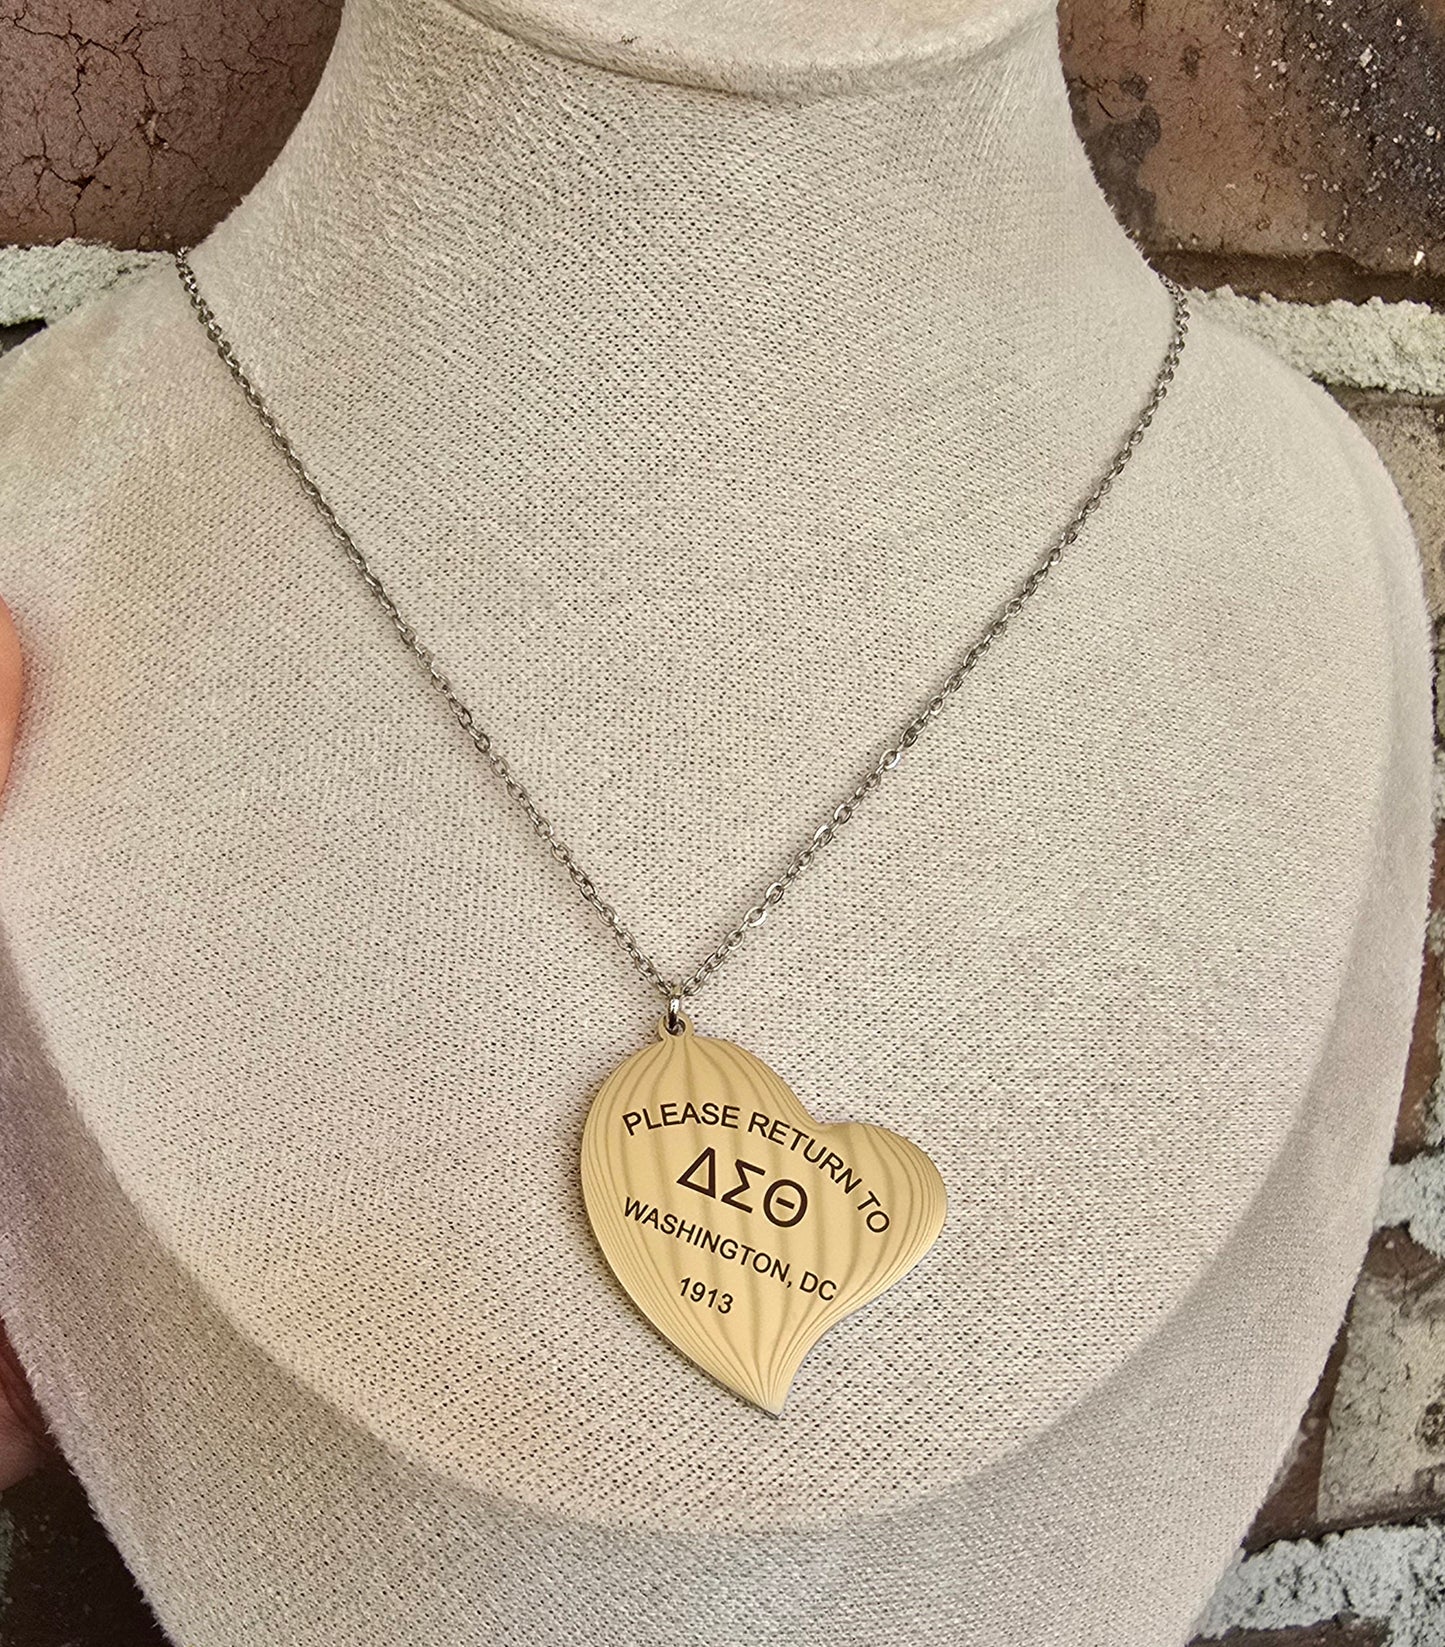 PLEASE RETURN TO
ΔΣΘ
WASHINGTON, DC
1913